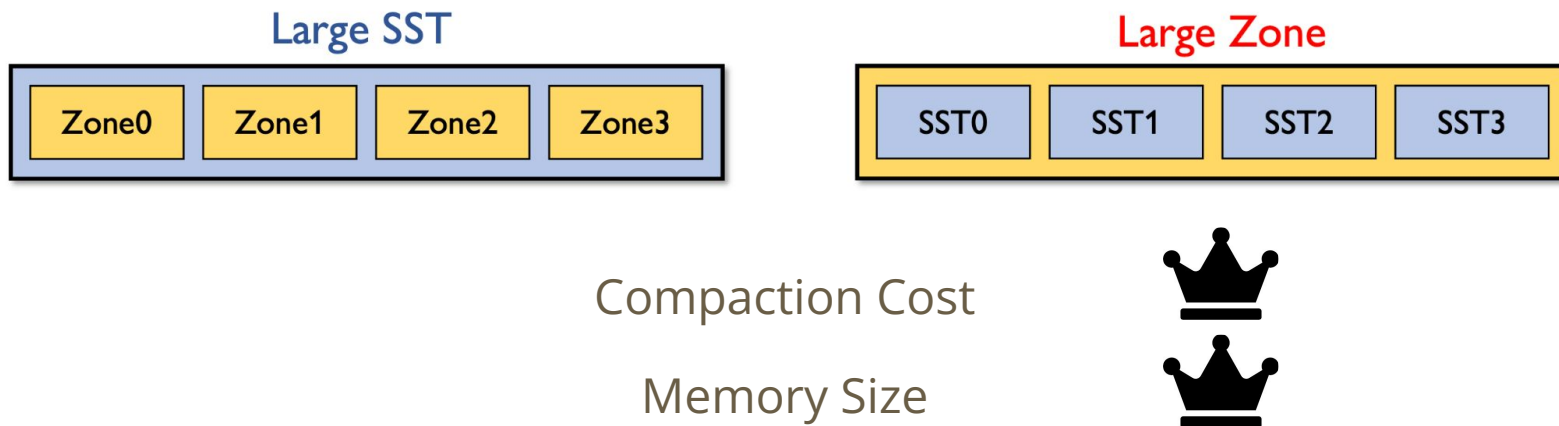 Large SST
Large Zone
Zone0 Zone1 Zone2 Zone3
SST0 SST1 SST2 SST3
Compaction Cost
Memory Size